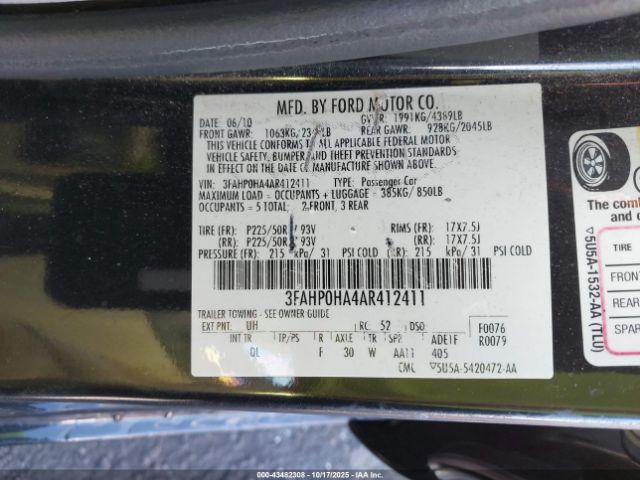 MFD. BY FORD MOTOR CO.
DATE: 06/10 GVWR: 1991KG/4389LB
FRONT GAWR: 1063KG/ REAR GAWR: 928KG/2045LB
THIS VEHICLE CONFORMS TO ALL APPLICABLE FEDERAL MOTOR
VEHICLE SAFETY, BUMPER AND THEFT PREVENTION STANDARDS
IN EFFECT ON THE DATE OF MANUFACTURE SHOWN ABOVE.
VIN: 3FAHP0HA4AR412411 TYPE: Passenger Car
MAXIMUM LOAD = OCCUPANTS + LUGGAGE = 385KG/ 850LB
OCCUPANTS = 5 TOTAL: 2 FRONT, 3 REAR
TIRE (FR): P225/50R 93V RIMS (FR): 17X7.5J
(RR): P225/50R 93V (RR): 17X7.5J
PRESSURE (FR): 215 kPa/ 31 PSI COLD (RR): 215 kPa/ 31 PSI COLD
3FAHP0HA4AR412411
TRAILER TOWING - SEE OWNER GUIDE
EXT PNT: UH RC: 52 DSO: F0076
INT TR TP/PS R AXLE TR SPR ADE1F R0079
QL F 30 W AA11 405
CMC ▽5U5A-5420472-AA
The comb
les occu
TIRE
FRONT
REAR
SPAR
▽5U5A-1532-AA (TLU)
000-43482308 - 10/17/2025 - IAAI.com